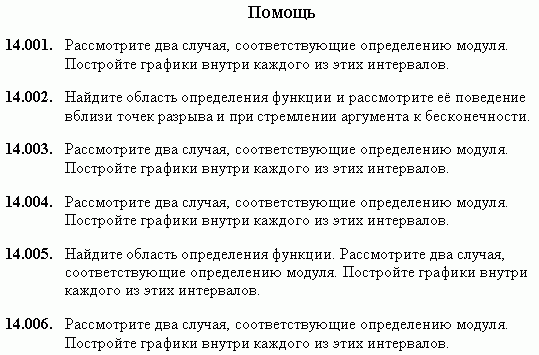 Помощь
14.001. Рассмотрите два случая, соответствующие определению модуля.
Постройте графики внутри каждого из этих интервалов.
14.002. Найдите область определения функции и рассмотрите её поведение
вблизи точек разрыва и при стремлении аргумента к бесконечности.
14.003. Рассмотрите два случая, соответствующие определению модуля.
Постройте графики внутри каждого из этих интервалов.
14.004. Рассмотрите два случая, соответствующие определению модуля.
Постройте графики внутри каждого из этих интервалов.
14.005. Найдите область определения функции. Рассмотрите два случая,
соответствующие определению модуля. Постройте графики внутри
каждого из этих интервалов.
14.006. Рассмотрите два случая, соответствующие определению модуля.
Постройте графики внутри каждого из этих интервалов.